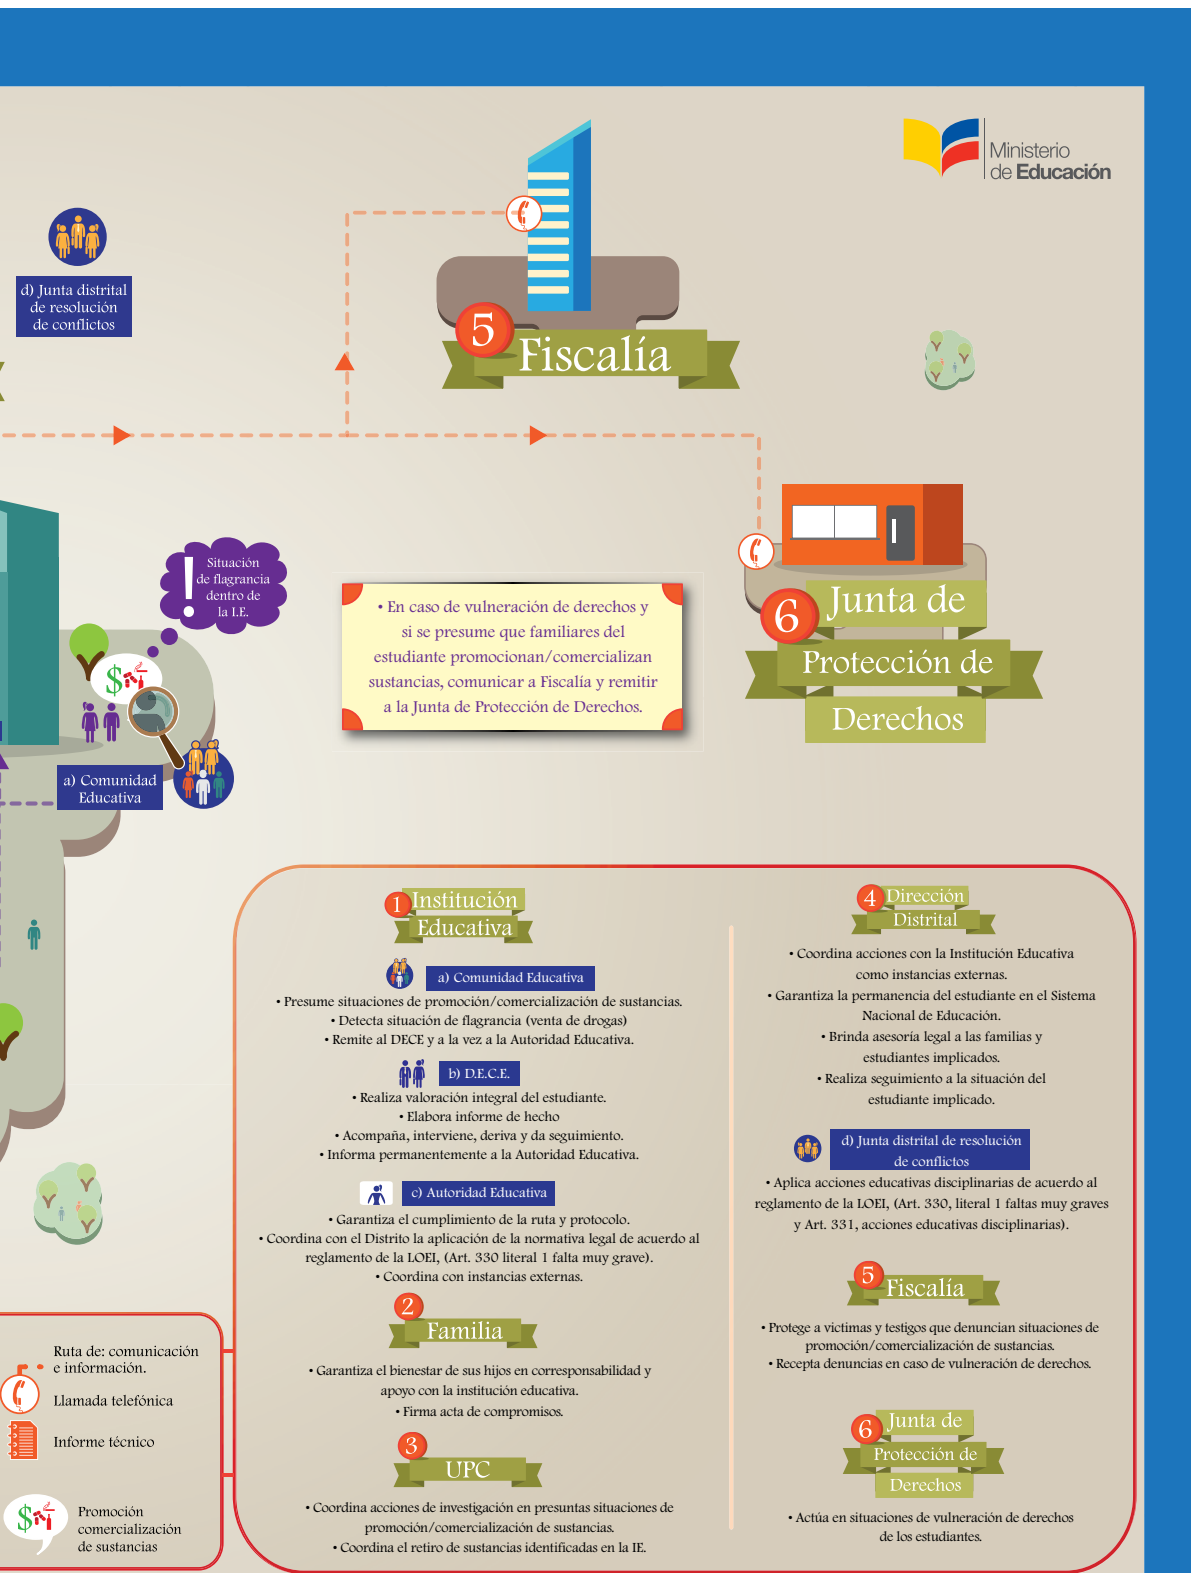 Ministerio
de Educación
d) Junta distrital
de resolución
de conflictos
5
Fiscalía
Situación
de flagrancia
dentro de
la I.E.
!
$
a) Comunidad
Educativa
• En caso de vulneración de derechos y
si se presume que familiares del
estudiante promocionan/comercializan
sustancias, comunicar a Fiscalía y remitir
a la Junta de Protección de Derechos.
6
Junta de
Protección de
Derechos
1
Institución
Educativa
a) Comunidad Educativa
• Presume situaciones de promoción/comercialización de sustancias.
• Detecta situación de flagrancia (venta de drogas)
• Remite al DECE y a la vez a la Autoridad Educativa.
b) D.E.C.E.
• Realiza valoración integral del estudiante.
• Elabora informe de hecho
• Acompaña, interviene, deriva y da seguimiento.
• Informa permanentemente a la Autoridad Educativa.
c) Autoridad Educativa
• Garantiza el cumplimiento de la ruta y protocolo.
• Coordina con el Distrito la aplicación de la normativa legal de acuerdo al
reglamento de la LOEI, (Art. 330 literal 1 falta muy grave).
• Coordina con instancias externas.
2
Familia
• Garantiza el bienestar de sus hijos en corresponsabilidad y
apoyo con la institución educativa.
• Firma acta de compromisos.
3
UPC
• Coordina acciones de investigación en presuntas situaciones de
promoción/comercialización de sustancias.
• Coordina el retiro de sustancias identificadas en la IE.
4
Dirección
Distrital
• Coordina acciones con la Institución Educativa
como instancias externas.
• Garantiza la permanencia del estudiante en el Sistema
Nacional de Educación.
• Brinda asesoría legal a las familias y
estudiantes implicados.
• Realiza seguimiento a la situación del
estudiante implicado.
d) Junta distrital de resolución
de conflictos
• Aplica acciones educativas disciplinarias de acuerdo al
reglamento de la LOEI, (Art. 330, literal 1 faltas muy graves
y Art. 331, acciones educativas disciplinarias).
5
Fiscalía
• Protege a victimas y testigos que denuncian situaciones de
promoción/comercialización de sustancias.
• Recepta denuncias en caso de vulneración de derechos.
6
Junta de
Protección de
Derechos
• Actúa en situaciones de vulneración de derechos
de los estudiantes.
Ruta de: comunicación
e información.
Llamada telefónica
Informe técnico
$
Promoción
comercialización
de sustancias